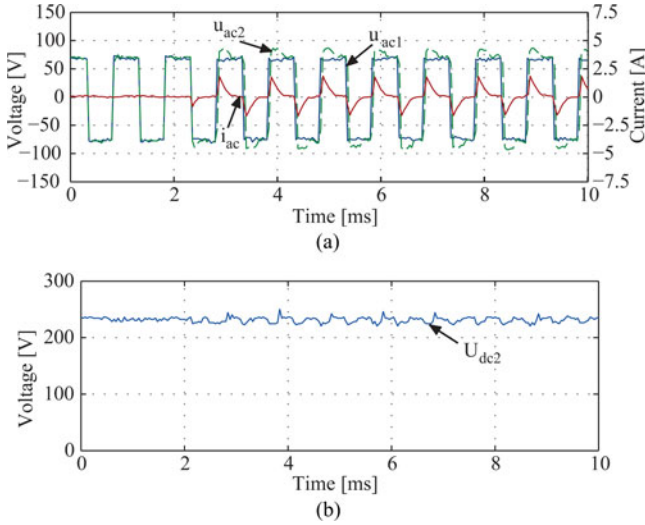 150
100
50
0
−50
−100
−150
Voltage [V]
7.5
5
2.5
0
−2.5
−5
−7.5
Current [A]
u_ac2
u_ac1
i_ac
0 2 4 6 8 10
Time [ms]
(a)
300
200
100
0
Voltage [V]
U_dc2
0 2 4 6 8 10
Time [ms]
(b)